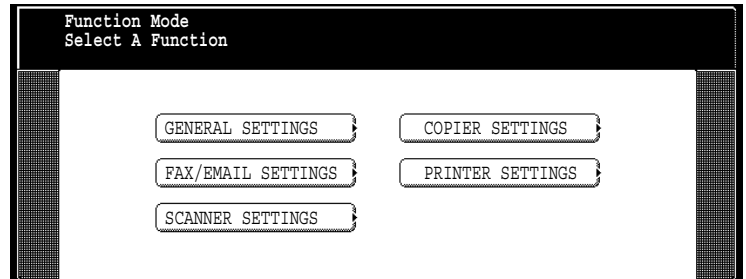 Function Mode
Select A Function
GENERAL SETTINGS
COPIER SETTINGS
FAX/EMAIL SETTINGS
PRINTER SETTINGS
SCANNER SETTINGS